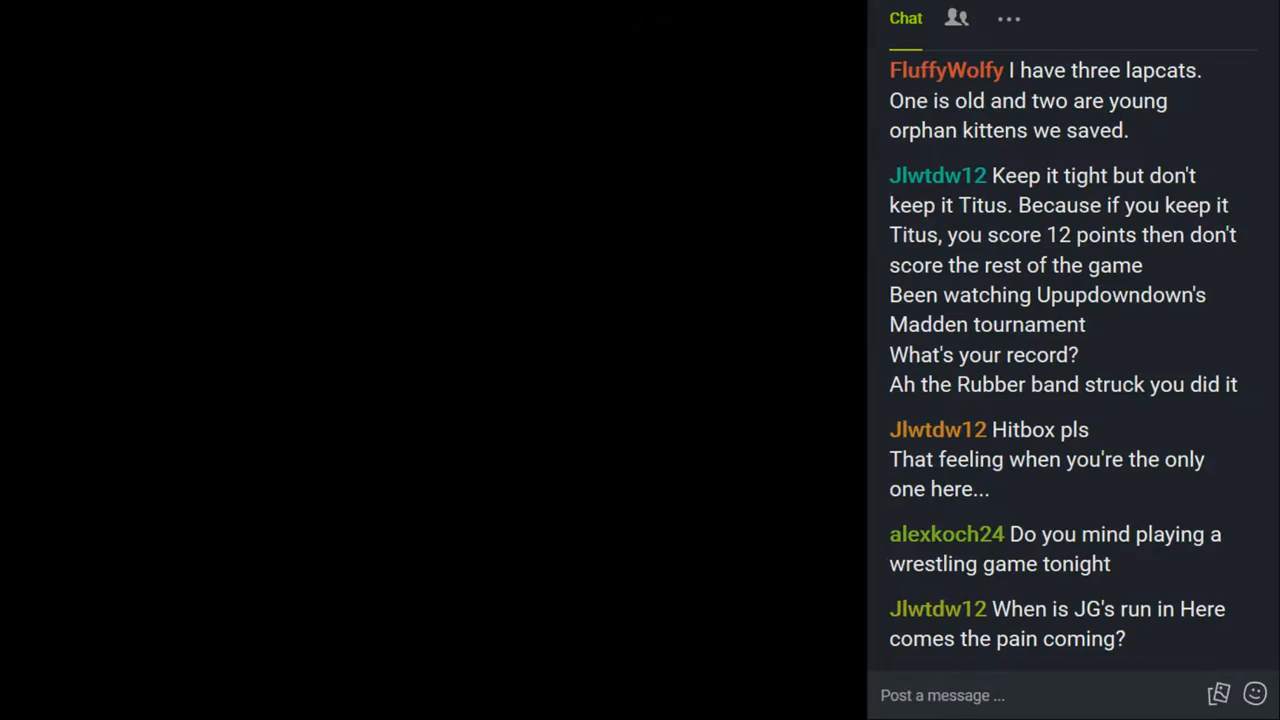 Chat
FluffyWolfy I have three lapcats.
One is old and two are young
orphan kittens we saved.
Jlwtdw12 Keep it tight but don't
keep it Titus. Because if you keep it
Titus, you score 12 points then don't
score the rest of the game
Been watching Upupdowndown's
Madden tournament
What's your record?
Ah the Rubber band struck you did it
Jlwtdw12 Hitbox pls
That feeling when you're the only
one here...
alexkoch24 Do you mind playing a
wrestling game tonight
Jlwtdw12 When is JG's run in Here
comes the pain coming?
Post a message ...